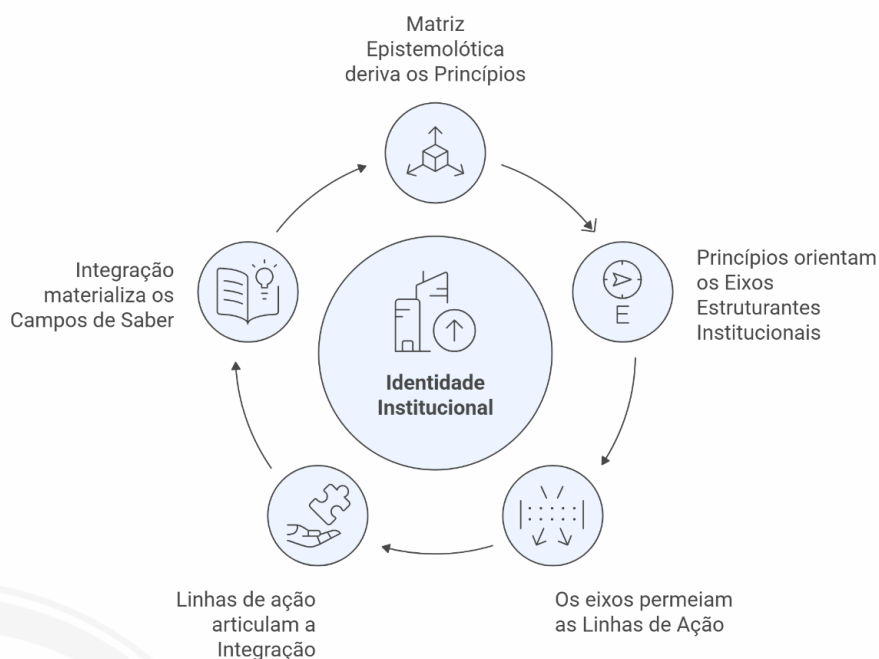 Matriz
Epistemolótica
deriva os Princípios
Princípios orientam
os Eixos
Estruturantes
Institucionais
E
Integração
materializa os
Campos de Saber
Identidade
Institucional
Linhas de ação
articulam a
Integração
Os eixos permeiam
as Linhas de Ação